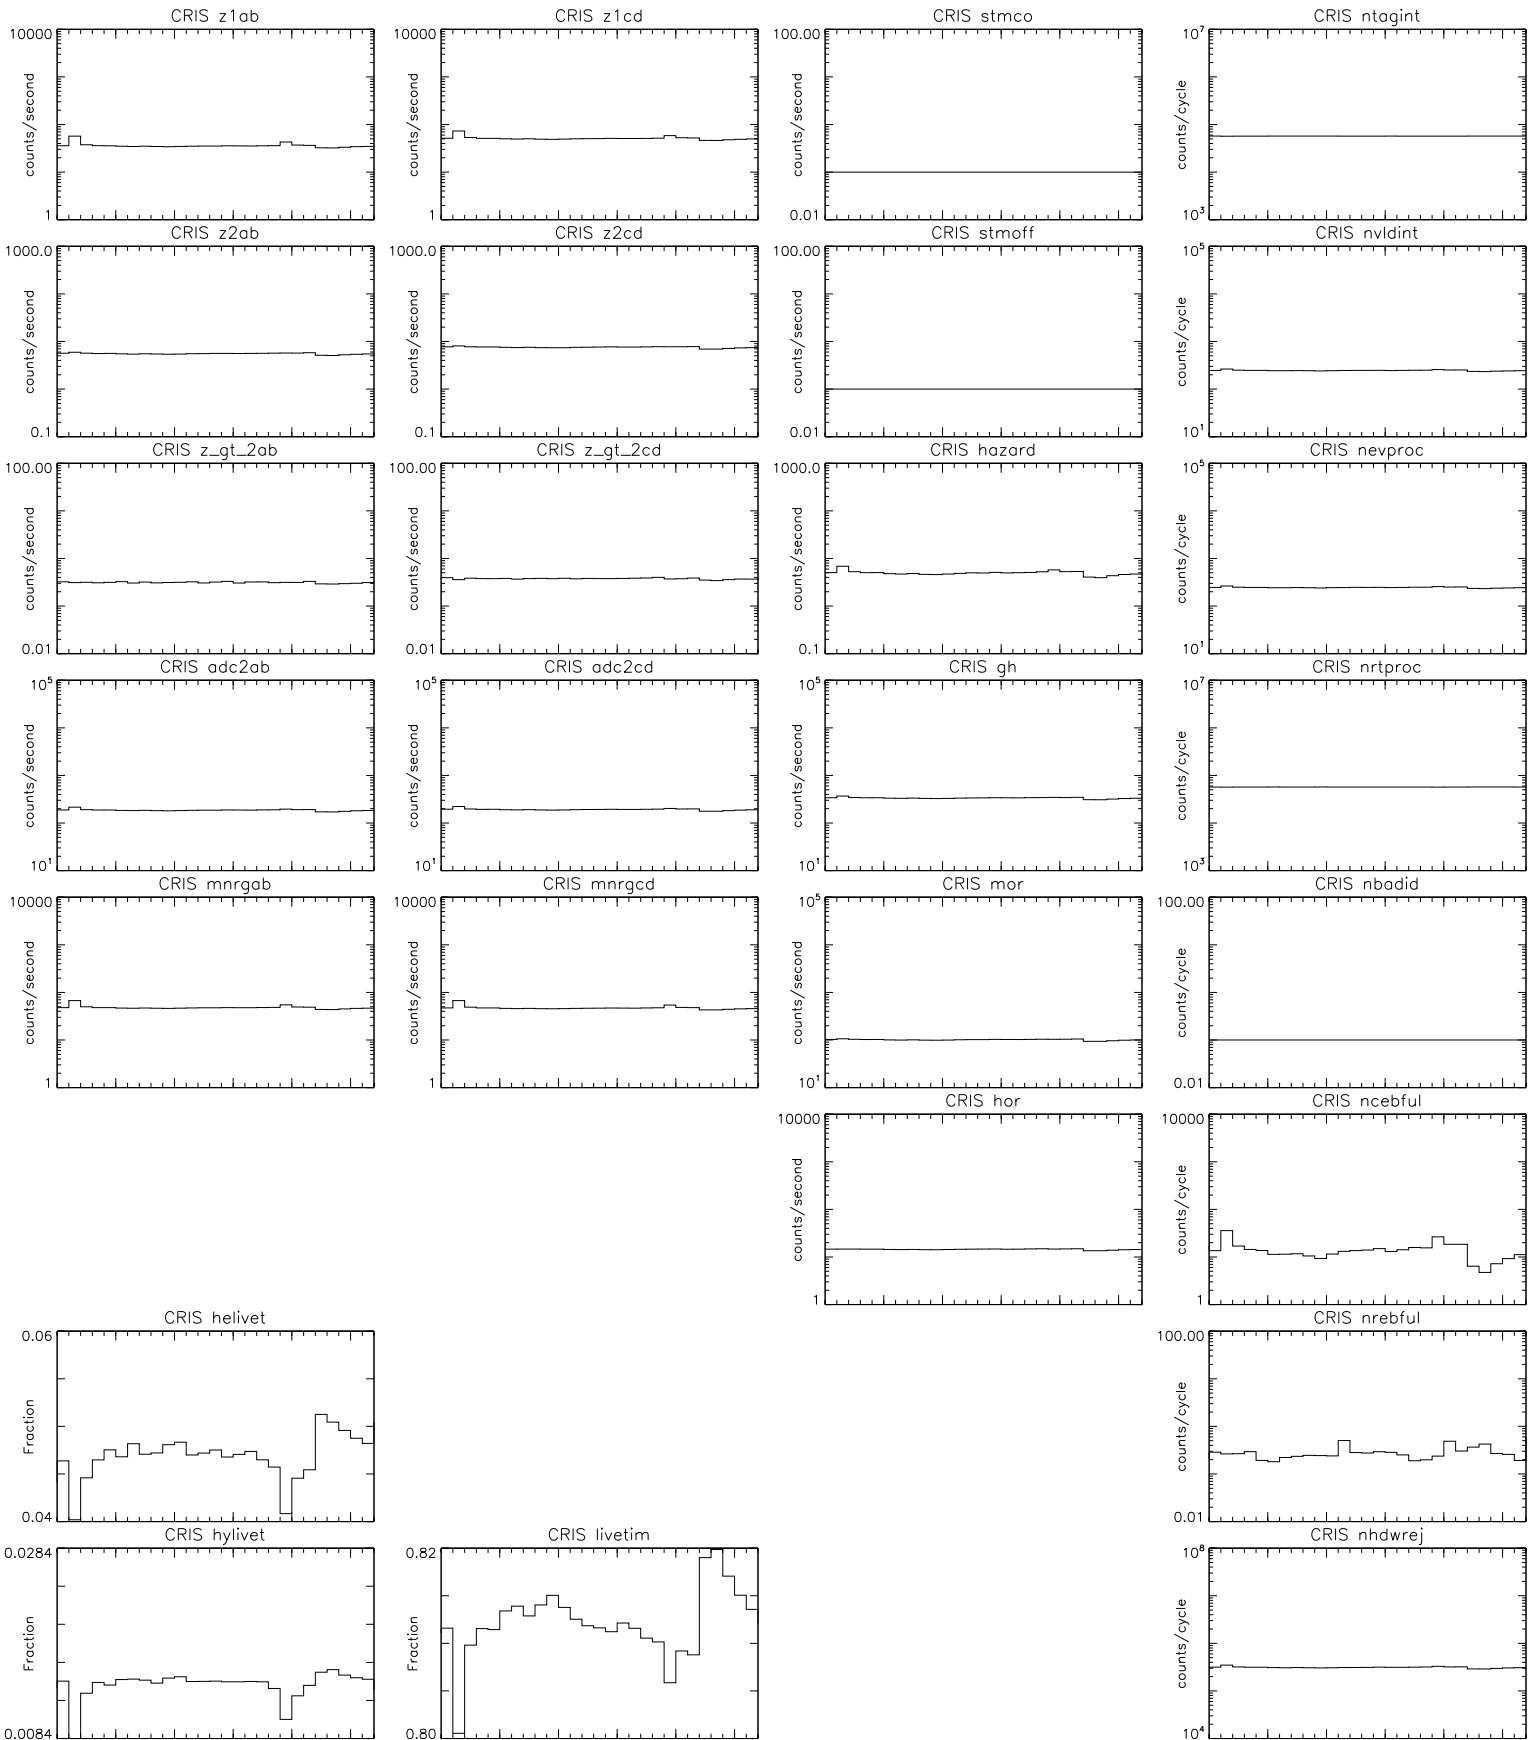 CRIS z1ab
10000
counts/second
1
CRIS z1cd
10000
counts/second
1
CRIS stmco
100.00
counts/second
0.01
CRIS ntagint
10^7
counts/cycle
10^3
CRIS z2ab
1000.0
counts/second
0.1
CRIS z2cd
1000.0
counts/second
0.1
CRIS stmoff
100.00
counts/second
0.01
CRIS nvldint
10^5
counts/cycle
10^1
CRIS z_gt_2ab
100.00
counts/second
0.01
CRIS z_gt_2cd
100.00
counts/second
0.01
CRIS hazard
1000.0
counts/second
0.1
CRIS nevproc
10^5
counts/cycle
10^1
CRIS adc2ab
10^5
counts/second
10^1
CRIS adc2cd
10^5
counts/second
10^1
CRIS gh
10^5
counts/second
10^1
CRIS nrtproc
10^7
counts/cycle
10^3
CRIS mnrgab
10000
counts/second
1
CRIS mnrgcd
10000
counts/second
1
CRIS mor
10^5
counts/second
10^1
CRIS nbadid
100.00
counts/cycle
0.01
CRIS hor
10000
counts/second
1
CRIS ncebful
10000
counts/cycle
1
CRIS helivet
0.06
Fraction
0.04
CRIS nrebful
100.00
counts/cycle
0.01
CRIS hylivet
0.0284
Fraction
0.0084
CRIS livetim
0.82
Fraction
0.80
CRIS nhdwrej
10^8
counts/cycle
10^4